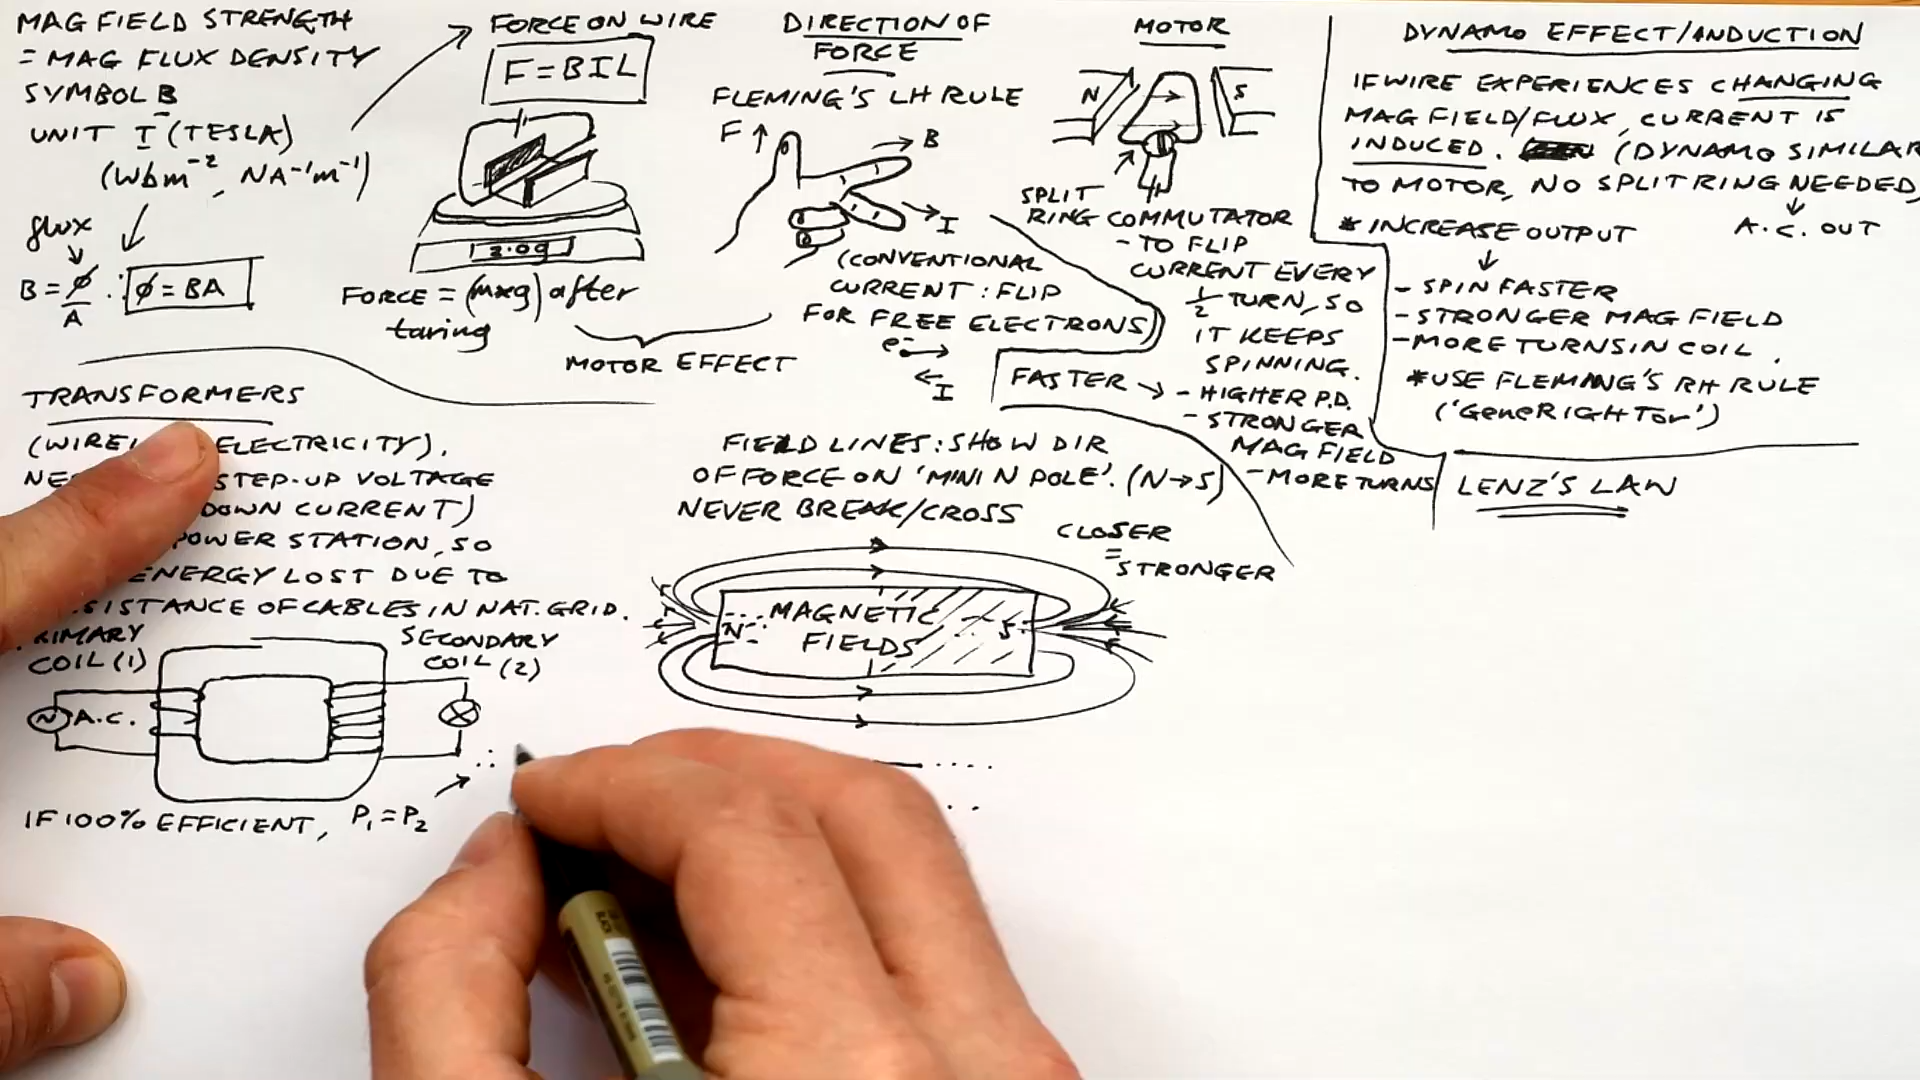 MAG FIELD STRENGTH
= MAG FLUX DENSITY
SYMBOL B
UNIT T (TESLA)
(Wbm⁻², NA⁻¹m⁻¹)
flux
B = ϕ/A ∴ ϕ = BA
FORCE ON WIRE
F = BIL
2.0g
FORCE = (mxg) after
taring
DIRECTION OF
FORCE
FLEMING'S LH RULE
F B
I
(CONVENTIONAL
CURRENT: FLIP
FOR FREE ELECTRONS)
e⁻
I
MOTOR EFFECT
MOTOR
N S
SPLIT
RING COMMUTATOR
- TO FLIP
CURRENT EVERY
½ TURN, SO
IT KEEPS
SPINNING.
FASTER → - HIGHER P.D.
- STRONGER
MAG FIELD
- MORE TURNS
DYNAMO EFFECT/INDUCTION
IF WIRE EXPERIENCES CHANGING
MAG FIELD/FLUX, CURRENT IS
INDUCED. (DYNAMO SIMILAR
TO MOTOR, NO SPLIT RING NEEDED,
A.C. OUT
* INCREASE OUTPUT
- SPIN FASTER
- STRONGER MAG FIELD
- MORE TURNS IN COIL.
* USE FLEMING'S RH RULE
('GeneRIGHTor')
LENZ'S LAW
TRANSFORMERS
ELECTRICITY).
STEP-UP VOLTAGE
DOWN CURRENT)
POWER STATION, SO
ENERGY LOST DUE TO
RESISTANCE OF CABLES IN NAT. GRID.
PRIMARY
COIL (1)
SECONDARY
COIL (2)
A.C.
IF 100% EFFICIENT, P₁ = P₂
∴
FIELD LINES: SHOW DIR
OF FORCE ON 'MINI N POLE'. (N→S)
NEVER BREAK/CROSS
CLOSER
=
STRONGER
N MAGNETIC S
FIELDS